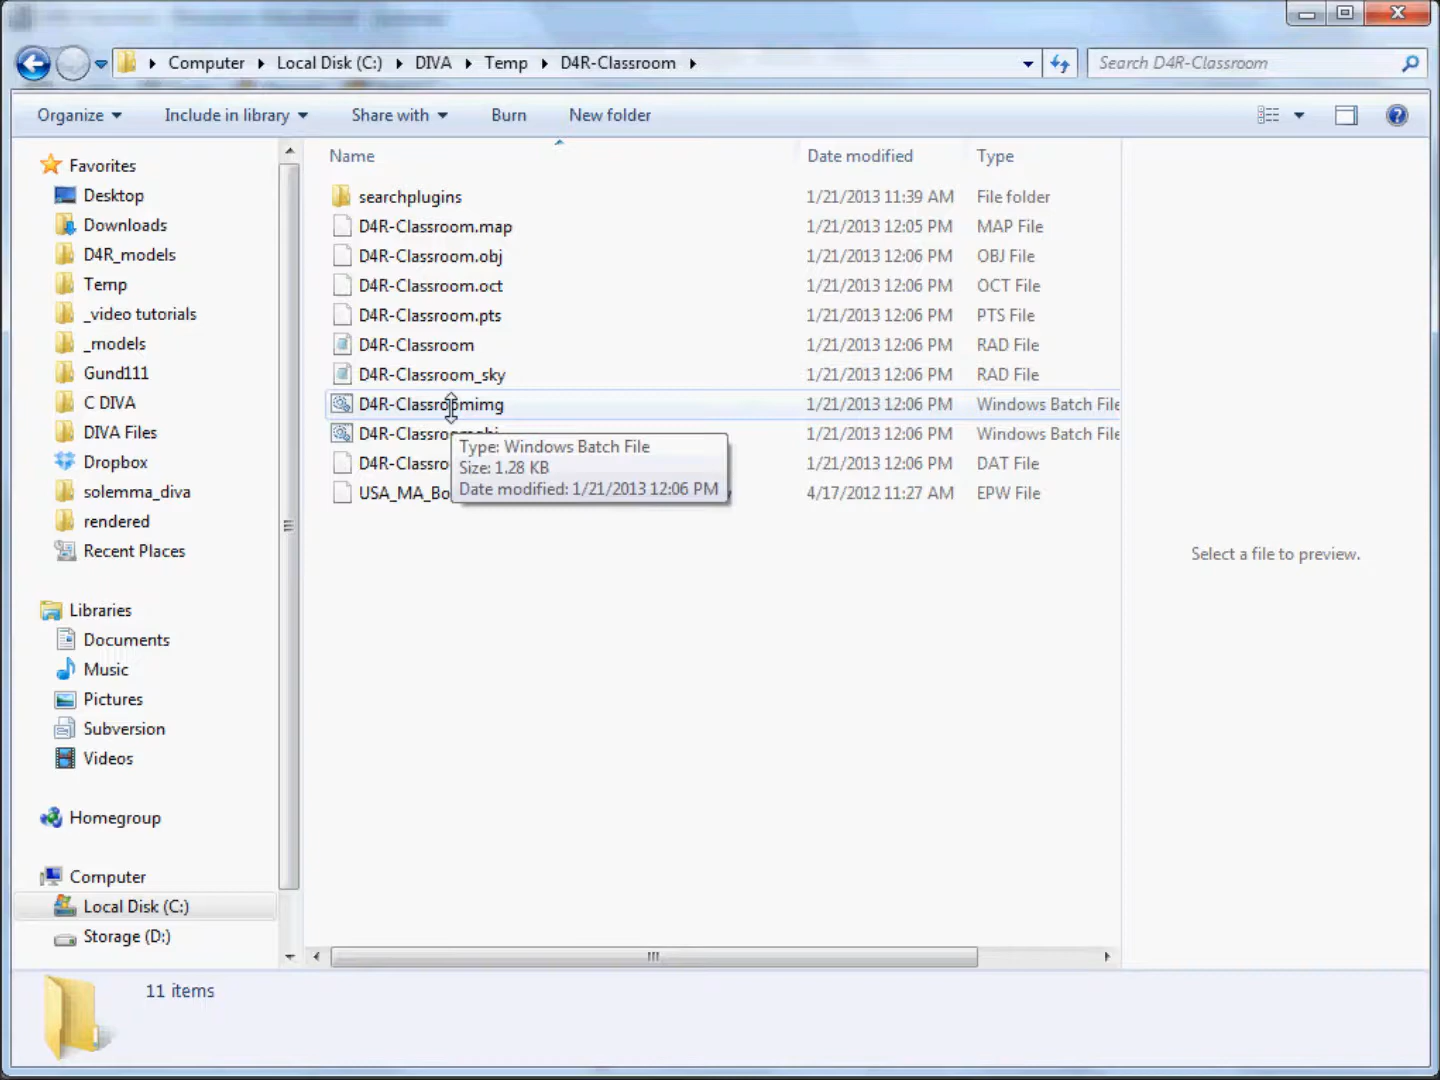 Computer
Local Disk (C:)
DIVA
Temp
D4R-Classroom
Search D4R-Classroom
Organize
Include in library
Share with
Burn
New folder
Favorites
Desktop
Downloads
D4R_models
Temp
_video tutorials
_models
Gund111
C DIVA
DIVA Files
Dropbox
solemma_diva
rendered
Recent Places
Libraries
Documents
Music
Pictures
Subversion
Videos
Homegroup
Computer
Local Disk (C:)
Storage (D:)
Name Date modified Type
searchplugins 1/21/2013 11:39 AM File folder
D4R-Classroom.map 1/21/2013 12:05 PM MAP File
D4R-Classroom.obj 1/21/2013 12:06 PM OBJ File
D4R-Classroom.oct 1/21/2013 12:06 PM OCT File
D4R-Classroom.pts 1/21/2013 12:06 PM PTS File
D4R-Classroom 1/21/2013 12:06 PM RAD File
D4R-Classroom_sky 1/21/2013 12:06 PM RAD File
D4R-Classroomimg 1/21/2013 12:06 PM Windows Batch File
1/21/2013 12:06 PM Windows Batch File
D4R-Classro 1/21/2013 12:06 PM DAT File
USA_MA_Bo 4/17/2012 11:27 AM EPW File
Type: Windows Batch File
Size: 1.28 KB
Date modified: 1/21/2013 12:06 PM
Select a file to preview.
11 items